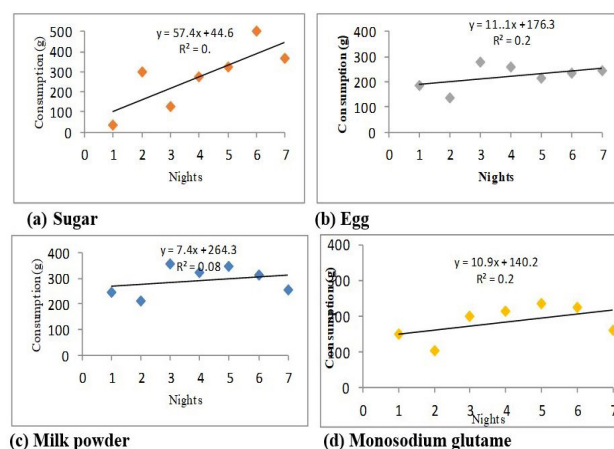 y = 57.4x + 44.6
R² = 0.
Consumption (g)
500
400
300
200
100
0
0 1 2 3 4 5 6 7
Nights
(a) Sugar
y = 11..1x + 176.3
R² = 0.2
Consumption (g)
400
300
200
100
0
0 1 2 3 4 5 6 7
Nights
(b) Egg
y = 7.4x + 264.3
R² = 0.08
Consumption (g)
400
300
200
100
0
0 1 2 3 4 5 6 7
Nights
(c) Milk powder
y = 10.9x + 140.2
R² = 0.2
Consumption (g)
400
300
200
100
0
0 1 2 3 4 5 6 7
Nights
(d) Monosodium glutame